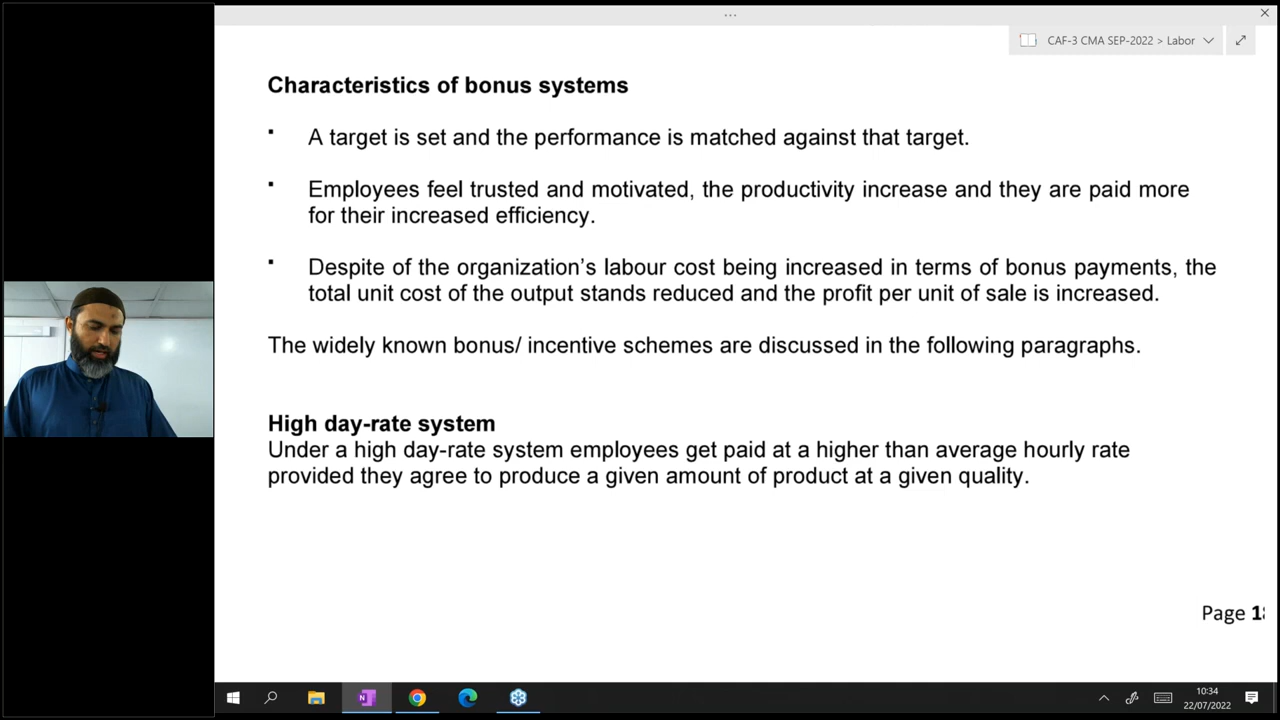 ...
CAF-3 CMA SEP-2022 > Labor
Characteristics of bonus systems
▪ A target is set and the performance is matched against that target.
▪ Employees feel trusted and motivated, the productivity increase and they are paid more
for their increased efficiency.
▪ Despite of the organization's labour cost being increased in terms of bonus payments, the
total unit cost of the output stands reduced and the profit per unit of sale is increased.
The widely known bonus/ incentive schemes are discussed in the following paragraphs.
High day-rate system
Under a high day-rate system employees get paid at a higher than average hourly rate
provided they agree to produce a given amount of product at a given quality.
Page
10:34
22/07/2022